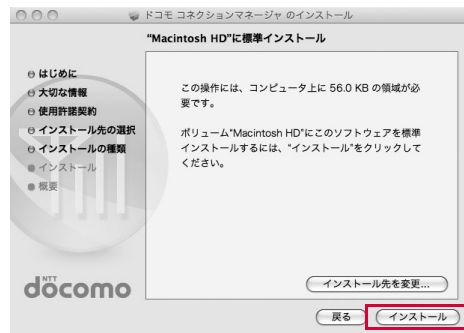 ドコモ コネクションマネージャ のインストール
“Macintosh HD”に標準インストール
はじめに
大切な情報
使用許諾契約
インストール先の選択
インストールの種類
インストール
概要
この操作には、コンピュータ上に 56.0 KB の領域が必
要です。
ボリューム“Macintosh HD”にこのソフトウェアを標準
インストールするには、“インストール”をクリックして
ください。
NTT
döcomo
インストール先を変更...
戻る
インストール